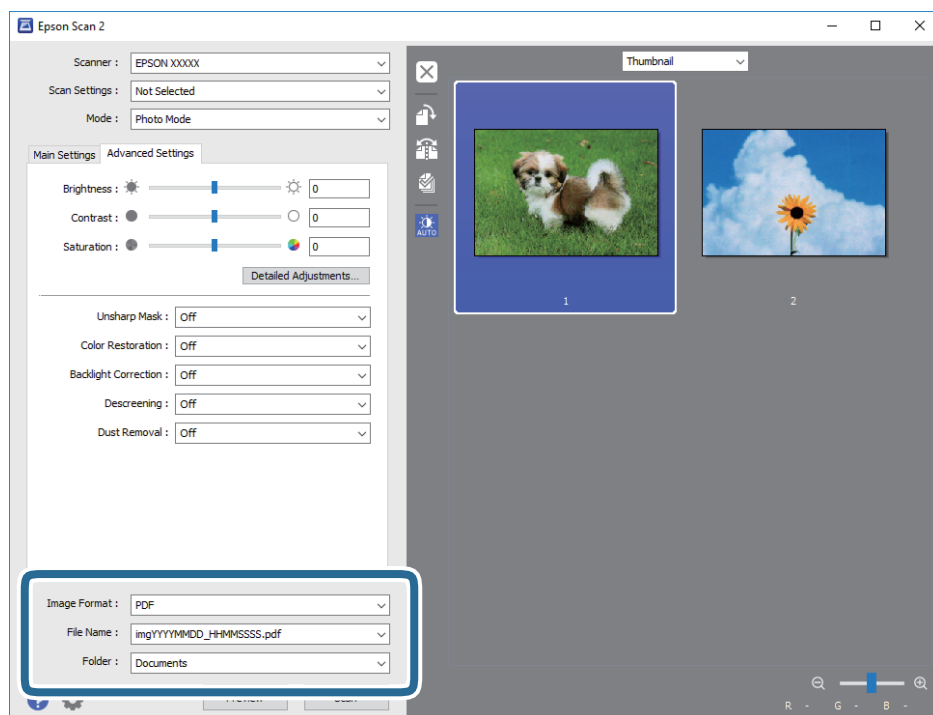 Epson Scan 2
Scanner : EPSON XXXXX
Scan Settings : Not Selected
Mode : Photo Mode
Main Settings Advanced Settings
Brightness : 0
Contrast : 0
Saturation : 0
Detailed Adjustments...
Unsharp Mask : Off
Color Restoration : Off
Backlight Correction : Off
Descreening : Off
Dust Removal : Off
Image Format : PDF
File Name : imgYYYYMMDD_HHMMSSSS.pdf
Folder : Documents
Thumbnail
AUTO
1
2
R - G - B -